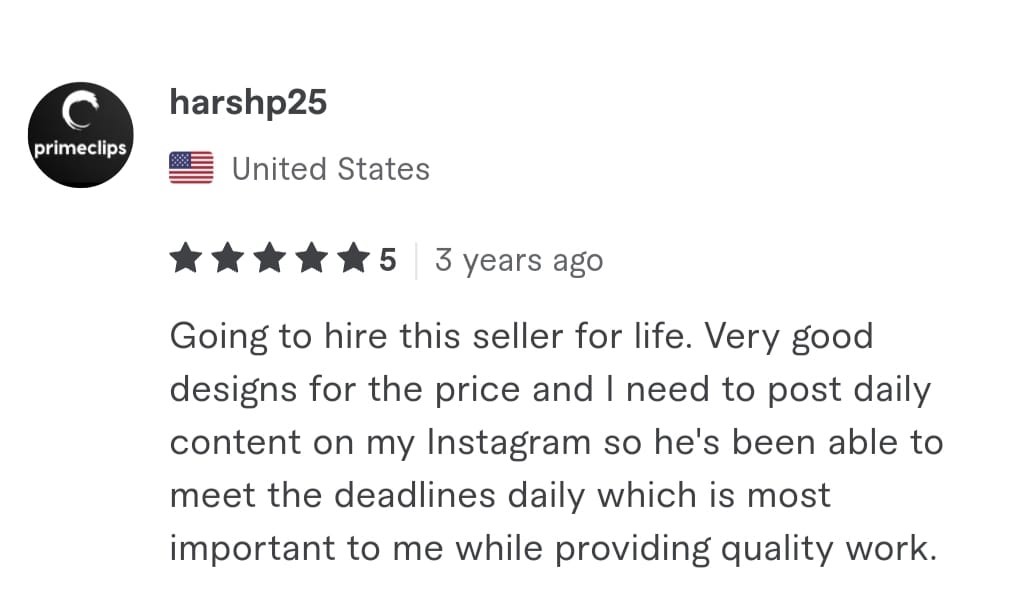 primeclips
harshp25
United States
5 | 3 years ago
Going to hire this seller for life. Very good
designs for the price and I need to post daily
content on my Instagram so he's been able to
meet the deadlines daily which is most
important to me while providing quality work.